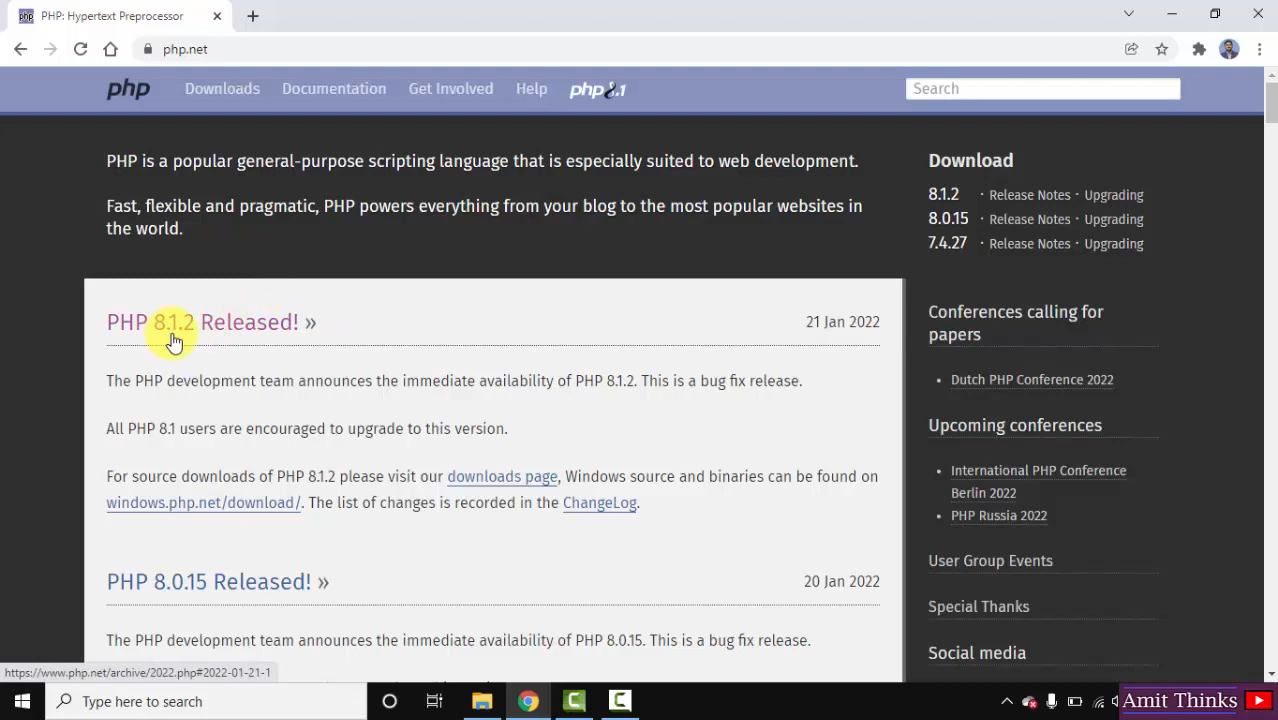 php PHP: Hypertext Preprocessor
php.net
php Downloads Documentation Get Involved Help php8.1 Search
PHP is a popular general-purpose scripting language that is especially suited to web development.
Fast, flexible and pragmatic, PHP powers everything from your blog to the most popular websites in
the world.
Download
8.1.2 · Release Notes · Upgrading
8.0.15 · Release Notes · Upgrading
7.4.27 · Release Notes · Upgrading
PHP 8.1.2 Released! » 21 Jan 2022
The PHP development team announces the immediate availability of PHP 8.1.2. This is a bug fix release.
All PHP 8.1 users are encouraged to upgrade to this version.
For source downloads of PHP 8.1.2 please visit our downloads page, Windows source and binaries can be found on
windows.php.net/download/. The list of changes is recorded in the ChangeLog.
PHP 8.0.15 Released! » 20 Jan 2022
The PHP development team announces the immediate availability of PHP 8.0.15. This is a bug fix release.
Conferences calling for
papers
• Dutch PHP Conference 2022
Upcoming conferences
• International PHP Conference
Berlin 2022
• PHP Russia 2022
User Group Events
Special Thanks
Social media
https://www.php.net/archive/2022.php#2022-01-21-1
Type here to search
Amit Thinks